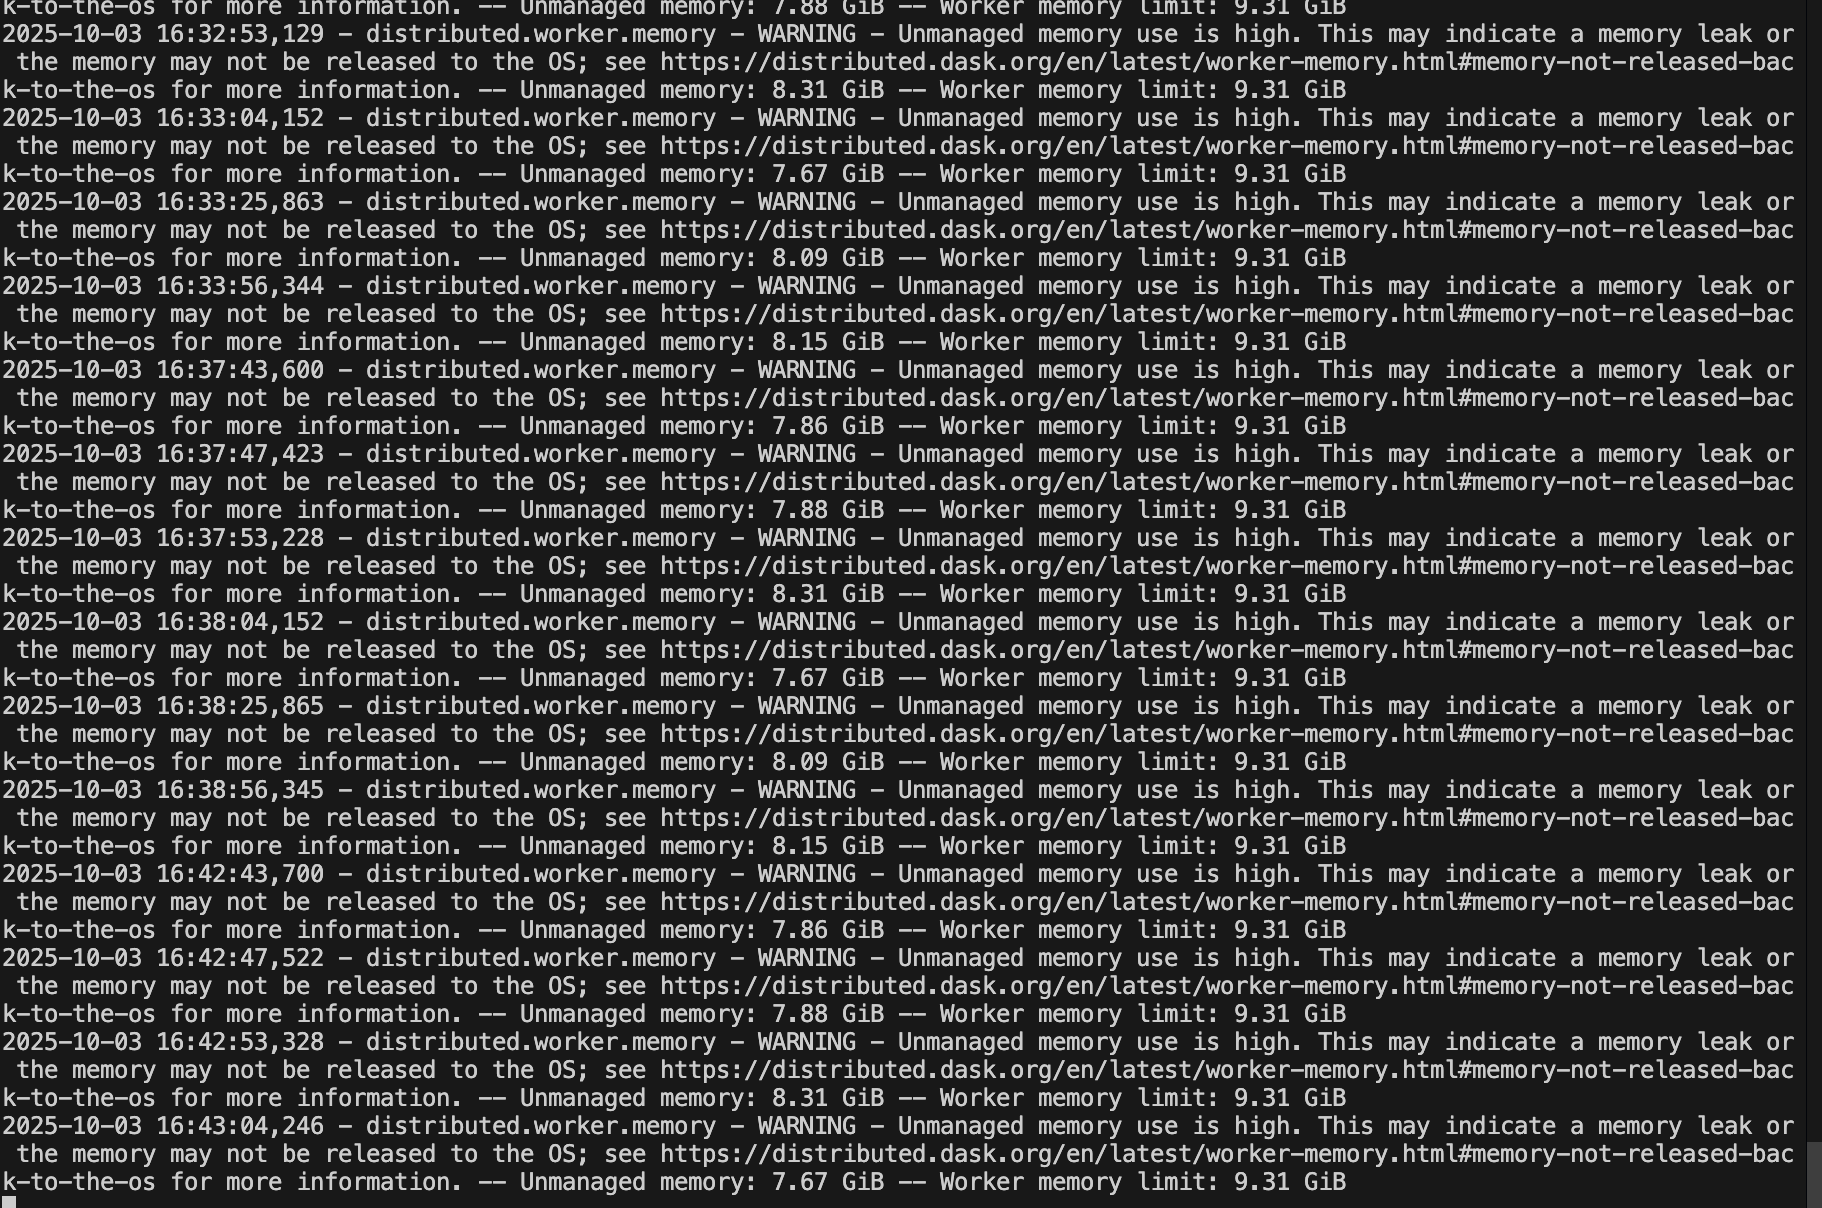 k-to-the-os for more information. -- Unmanaged memory: 7.88 GiB -- Worker memory limit: 9.31 GiB
2025-10-03 16:32:53,129 - distributed.worker.memory - WARNING - Unmanaged memory use is high. This may indicate a memory leak or
 the memory may not be released to the OS; see https://distributed.dask.org/en/latest/worker-memory.html#memory-not-released-bac
k-to-the-os for more information. -- Unmanaged memory: 8.31 GiB -- Worker memory limit: 9.31 GiB
2025-10-03 16:33:04,152 - distributed.worker.memory - WARNING - Unmanaged memory use is high. This may indicate a memory leak or
 the memory may not be released to the OS; see https://distributed.dask.org/en/latest/worker-memory.html#memory-not-released-bac
k-to-the-os for more information. -- Unmanaged memory: 7.67 GiB -- Worker memory limit: 9.31 GiB
2025-10-03 16:33:25,863 - distributed.worker.memory - WARNING - Unmanaged memory use is high. This may indicate a memory leak or
 the memory may not be released to the OS; see https://distributed.dask.org/en/latest/worker-memory.html#memory-not-released-bac
k-to-the-os for more information. -- Unmanaged memory: 8.09 GiB -- Worker memory limit: 9.31 GiB
2025-10-03 16:33:56,344 - distributed.worker.memory - WARNING - Unmanaged memory use is high. This may indicate a memory leak or
 the memory may not be released to the OS; see https://distributed.dask.org/en/latest/worker-memory.html#memory-not-released-bac
k-to-the-os for more information. -- Unmanaged memory: 8.15 GiB -- Worker memory limit: 9.31 GiB
2025-10-03 16:37:43,600 - distributed.worker.memory - WARNING - Unmanaged memory use is high. This may indicate a memory leak or
 the memory may not be released to the OS; see https://distributed.dask.org/en/latest/worker-memory.html#memory-not-released-bac
k-to-the-os for more information. -- Unmanaged memory: 7.86 GiB -- Worker memory limit: 9.31 GiB
2025-10-03 16:37:47,423 - distributed.worker.memory - WARNING - Unmanaged memory use is high. This may indicate a memory leak or
 the memory may not be released to the OS; see https://distributed.dask.org/en/latest/worker-memory.html#memory-not-released-bac
k-to-the-os for more information. -- Unmanaged memory: 7.88 GiB -- Worker memory limit: 9.31 GiB
2025-10-03 16:37:53,228 - distributed.worker.memory - WARNING - Unmanaged memory use is high. This may indicate a memory leak or
 the memory may not be released to the OS; see https://distributed.dask.org/en/latest/worker-memory.html#memory-not-released-bac
k-to-the-os for more information. -- Unmanaged memory: 8.31 GiB -- Worker memory limit: 9.31 GiB
2025-10-03 16:38:04,152 - distributed.worker.memory - WARNING - Unmanaged memory use is high. This may indicate a memory leak or
 the memory may not be released to the OS; see https://distributed.dask.org/en/latest/worker-memory.html#memory-not-released-bac
k-to-the-os for more information. -- Unmanaged memory: 7.67 GiB -- Worker memory limit: 9.31 GiB
2025-10-03 16:38:25,865 - distributed.worker.memory - WARNING - Unmanaged memory use is high. This may indicate a memory leak or
 the memory may not be released to the OS; see https://distributed.dask.org/en/latest/worker-memory.html#memory-not-released-bac
k-to-the-os for more information. -- Unmanaged memory: 8.09 GiB -- Worker memory limit: 9.31 GiB
2025-10-03 16:38:56,345 - distributed.worker.memory - WARNING - Unmanaged memory use is high. This may indicate a memory leak or
 the memory may not be released to the OS; see https://distributed.dask.org/en/latest/worker-memory.html#memory-not-released-bac
k-to-the-os for more information. -- Unmanaged memory: 8.15 GiB -- Worker memory limit: 9.31 GiB
2025-10-03 16:42:43,700 - distributed.worker.memory - WARNING - Unmanaged memory use is high. This may indicate a memory leak or
 the memory may not be released to the OS; see https://distributed.dask.org/en/latest/worker-memory.html#memory-not-released-bac
k-to-the-os for more information. -- Unmanaged memory: 7.86 GiB -- Worker memory limit: 9.31 GiB
2025-10-03 16:42:47,522 - distributed.worker.memory - WARNING - Unmanaged memory use is high. This may indicate a memory leak or
 the memory may not be released to the OS; see https://distributed.dask.org/en/latest/worker-memory.html#memory-not-released-bac
k-to-the-os for more information. -- Unmanaged memory: 7.88 GiB -- Worker memory limit: 9.31 GiB
2025-10-03 16:42:53,328 - distributed.worker.memory - WARNING - Unmanaged memory use is high. This may indicate a memory leak or
 the memory may not be released to the OS; see https://distributed.dask.org/en/latest/worker-memory.html#memory-not-released-bac
k-to-the-os for more information. -- Unmanaged memory: 8.31 GiB -- Worker memory limit: 9.31 GiB
2025-10-03 16:43:04,246 - distributed.worker.memory - WARNING - Unmanaged memory use is high. This may indicate a memory leak or
 the memory may not be released to the OS; see https://distributed.dask.org/en/latest/worker-memory.html#memory-not-released-bac
k-to-the-os for more information. -- Unmanaged memory: 7.67 GiB -- Worker memory limit: 9.31 GiB